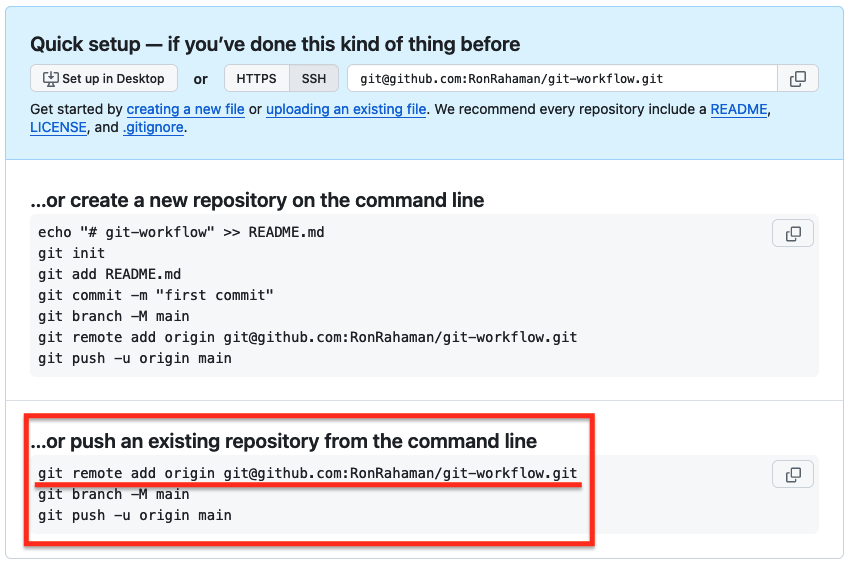 Quick setup — if you’ve done this kind of thing before
Set up in Desktop or HTTPS SSH git@github.com:RonRahaman/git-workflow.git
Get started by creating a new file or uploading an existing file. We recommend every repository include a README,
LICENSE, and .gitignore.
...or create a new repository on the command line
echo "# git-workflow" >> README.md
git init
git add README.md
git commit -m "first commit"
git branch -M main
git remote add origin git@github.com:RonRahaman/git-workflow.git
git push -u origin main
...or push an existing repository from the command line
git remote add origin git@github.com:RonRahaman/git-workflow.git
git branch -M main
git push -u origin main